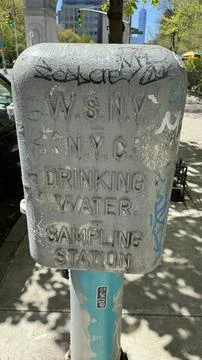 W.S.N.Y.
N.Y.C.
DRINKING
WATER
SAMPLING
STATION